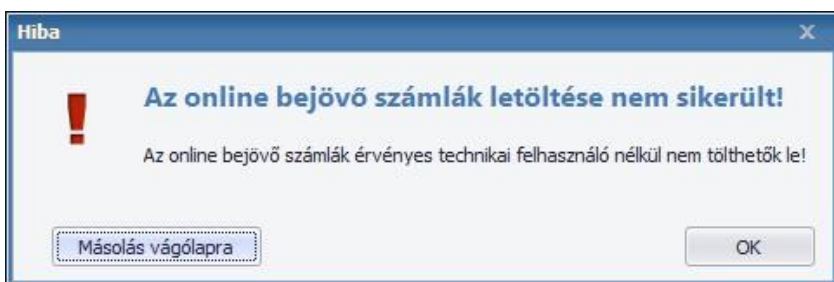 Hiba
Az online bejövő számlák letöltése nem sikerült!
Az online bejövő számlák érvényes technikai felhasználó nélkül nem tölthetők le!
Másolás vágólapra
OK